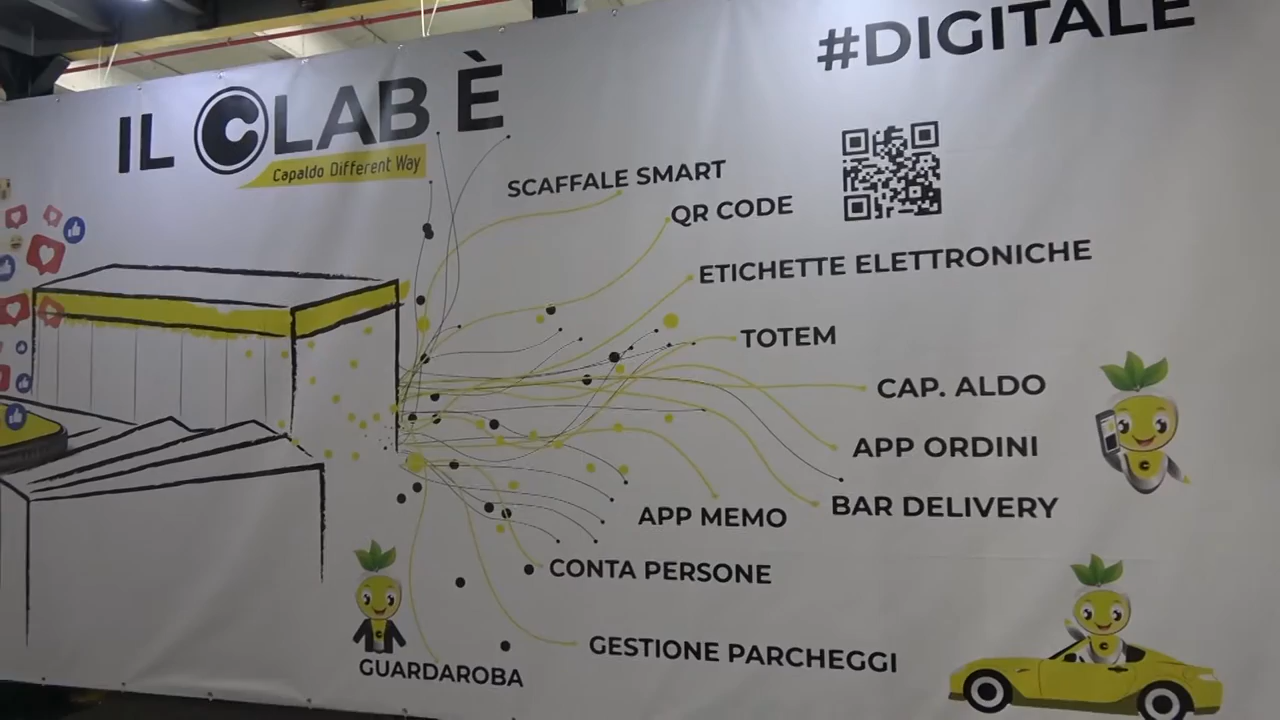 #DIGITALE
IL CLAB È
Capaldo Different Way
SCAFFALE SMART
QR CODE
ETICHETTE ELETTRONICHE
TOTEM
CAP. ALDO
APP ORDINI
BAR DELIVERY
APP MEMO
CONTA PERSONE
GESTIONE PARCHEGGI
GUARDAROBA